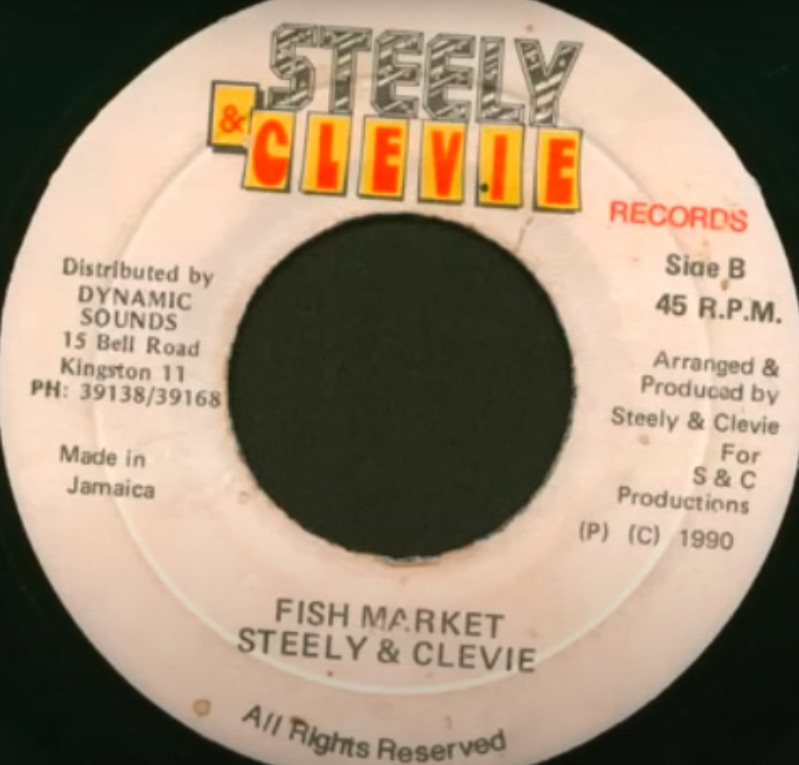 STEELY
& CLEVIE
RECORDS
Distributed by
DYNAMIC
SOUNDS
15 Bell Road
Kingston 11
PH: 39138/39168
Made in
Jamaica
Side B
45 R.P.M.
Arranged &
Produced by
Steely & Clevie
For
S & C
Productions
(P) (C) 1990
FISH MARKET
STEELY & CLEVIE
All Rights Reserved